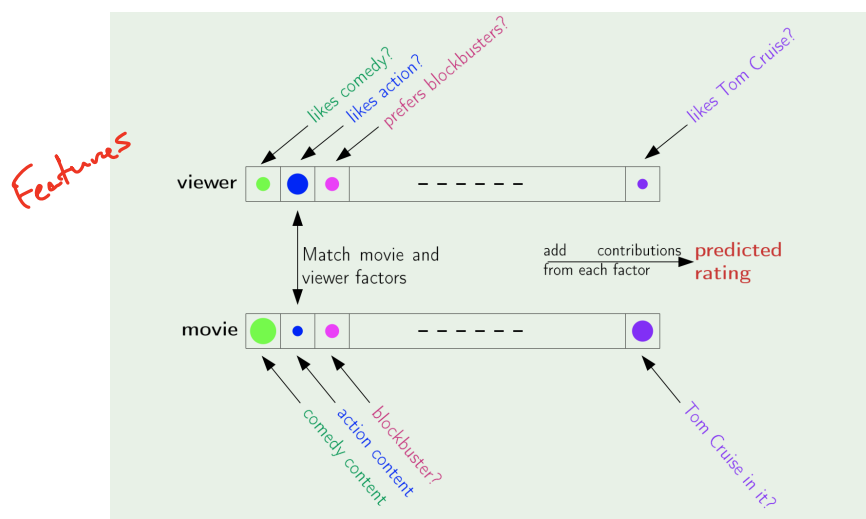 likes comedy?
likes action?
prefers blockbusters?
likes Tom Cruise?
Features
viewer
Match movie and
viewer factors
add contributions
from each factor
predicted
rating
movie
comedy content
action content
blockbuster?
Tom Cruise in it?